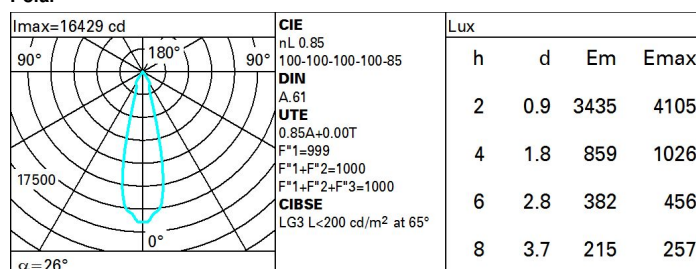 Imax=16429 cd
90° 180° 90°
17500
0°
α=26°
CIE
nL 0.85
100-100-100-100-85
DIN
A.61
UTE
0.85A+0.00T
F"1=999
F"1+F"2=1000
F"1+F"2+F"3=1000
CIBSE
LG3 L<200 cd/m² at 65°
Lux
h d Em Emax
2 0.9 3435 4105
4 1.8 859 1026
6 2.8 382 456
8 3.7 215 257